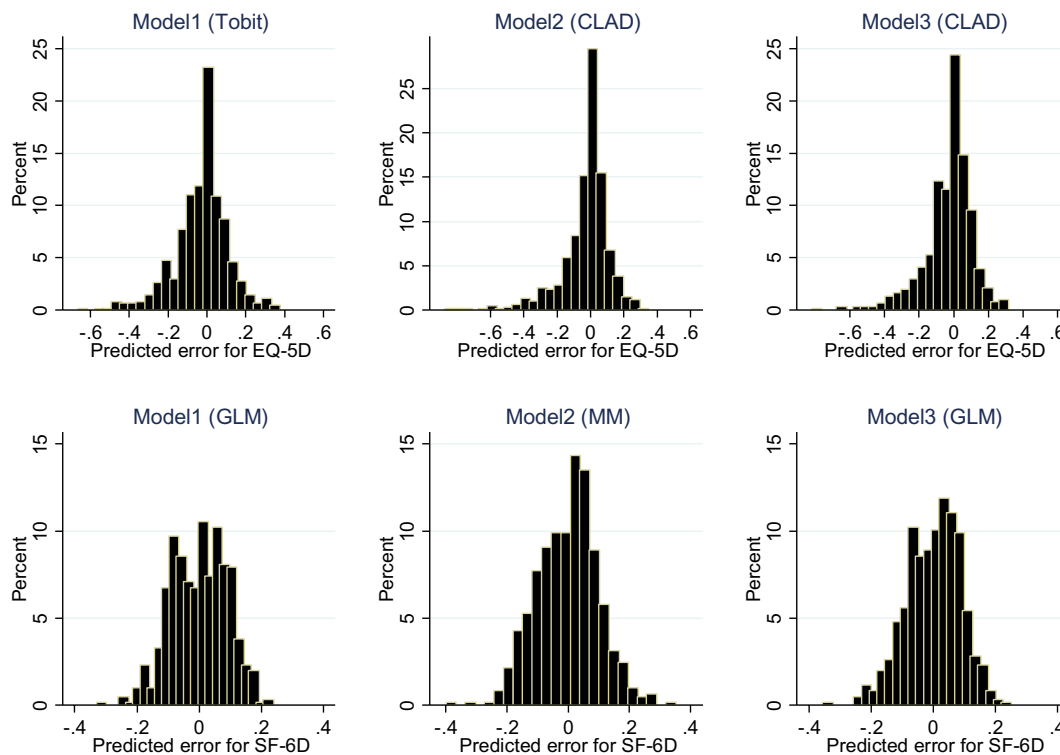 Model1 (Tobit)
Model2 (CLAD)
Model3 (CLAD)
Percent
0 5 10 15 20 25
-.6 -.4 -.2 0 .2 .4 .6
Predicted error for EQ-5D
Percent
0 5 10 15 20 25
-.6 -.4 -.2 0 .2 .4 .6
Predicted error for EQ-5D
Percent
0 5 10 15 20 25
-.6 -.4 -.2 0 .2 .4
Predicted error for EQ-5D
Model1 (GLM)
Model2 (MM)
Model3 (GLM)
Percent
0 5 10 15
-.4 -.2 0 .2 .4
Predicted error for SF-6D
Percent
0 5 10 15
-.4 -.2 0 .2 .4
Predicted error for SF-6D
Percent
0 5 10 15
-.4 -.2 0 .2 .4
Predicted error for SF-6D